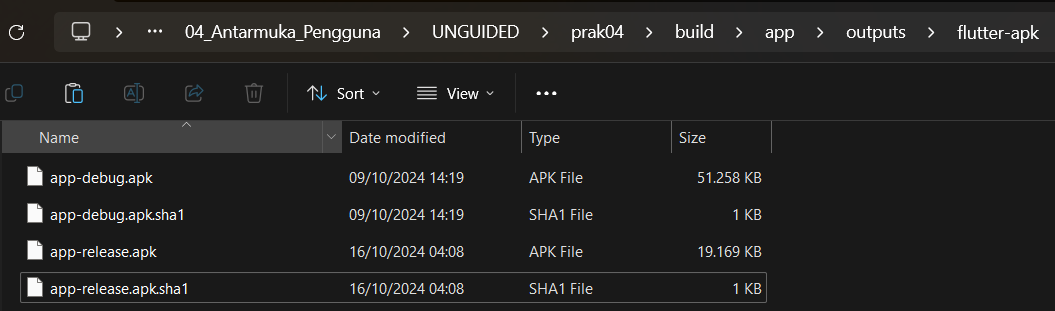 ··· 04_Antarmuka_Pengguna > UNGUIDED > prak04 > build > app > outputs > flutter-apk
Sort View ···
Name Date modified Type Size
app-debug.apk 09/10/2024 14:19 APK File 51.258 KB
app-debug.apk.sha1 09/10/2024 14:19 SHA1 File 1 KB
app-release.apk 16/10/2024 04:08 APK File 19.169 KB
app-release.apk.sha1 16/10/2024 04:08 SHA1 File 1 KB